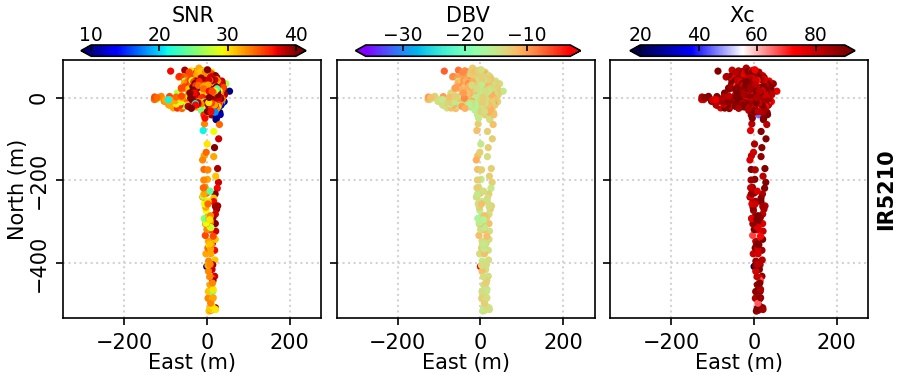 SNR DBV Xc
10 20 30 40 −30 −20 −10 20 40 60 80
0
−200
−400
North (m)
IR5210
−200 0 200 −200 0 200 −200 0 200
East (m) East (m) East (m)